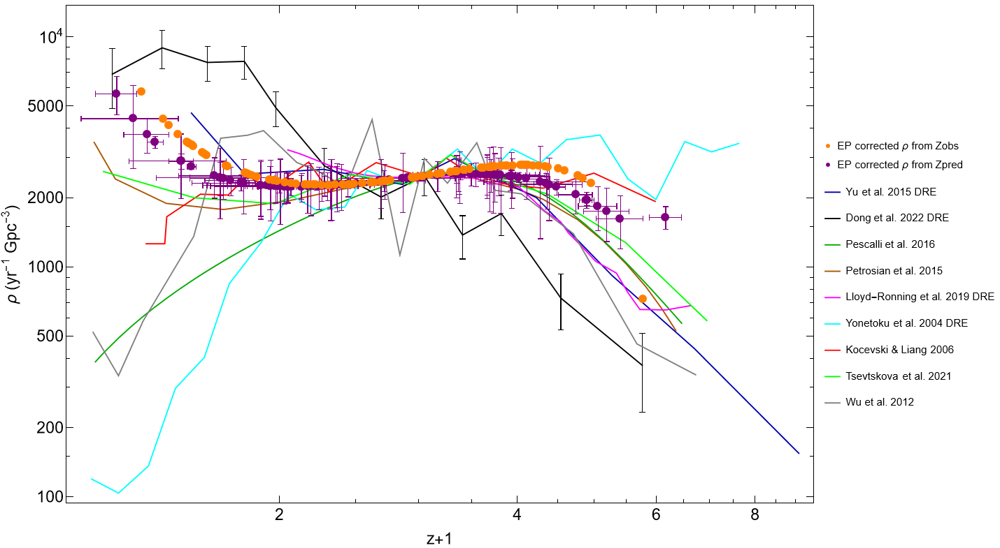 10⁴
5000
2000
1000
500
200
100
ρ (yr⁻¹ Gpc⁻³)
2
4
6
8
z+1
EP corrected ρ from Zobs
EP corrected ρ from Zpred
Yu et al. 2015 DRE
Dong et al. 2022 DRE
Pescalli et al. 2016
Petrosian et al. 2015
Lloyd–Ronning et al. 2019 DRE
Yonetoku et al. 2004 DRE
Kocevski & Liang 2006
Tsevtskova et al. 2021
Wu et al. 2012